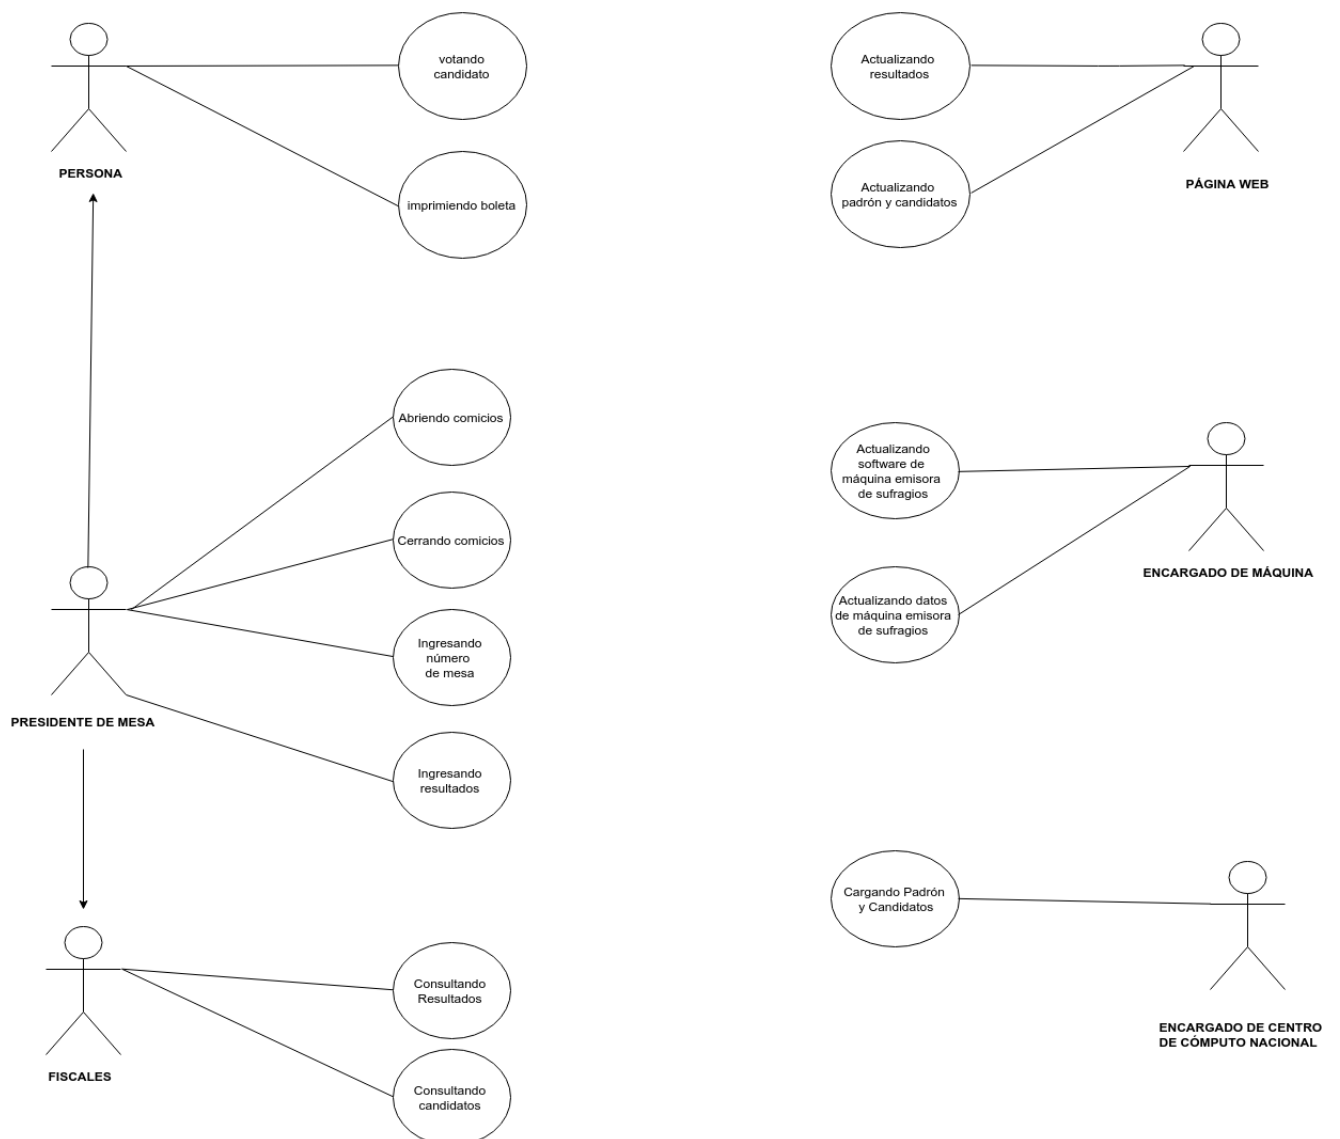 votando
candidato
imprimiendo boleta
PERSONA
Actualizando
resultados
Actualizando
padrón y candidatos
PÁGINA WEB
Abriendo comicios
Cerrando comicios
Ingresando
número
de mesa
Ingresando
resultados
PRESIDENTE DE MESA
Actualizando
software de
máquina emisora
de sufragios
Actualizando datos
de máquina emisora
de sufragios
ENCARGADO DE MÁQUINA
Cargando Padrón
y Candidatos
ENCARGADO DE CENTRO
DE CÓMPUTO NACIONAL
Consultando
Resultados
Consultando
candidatos
FISCALES